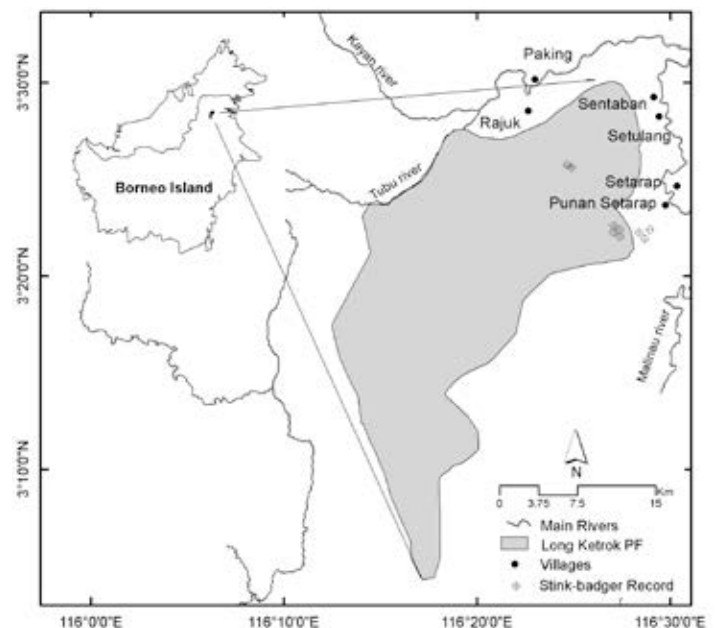 Paking
Kayan river
3°30'0"N
Sentaban
Rajuk
Setulang
Borneo Island
Tubu river
Setarap
Punan Setarap
3°20'0"N
Malinau river
3°10'0"N
N
Km
0 3.75 7.5 15
Main Rivers
Long Ketrok PF
Villages
Stink-badger Record
116°0'0"E 116°10'0"E 116°20'0"E 116°30'0"E